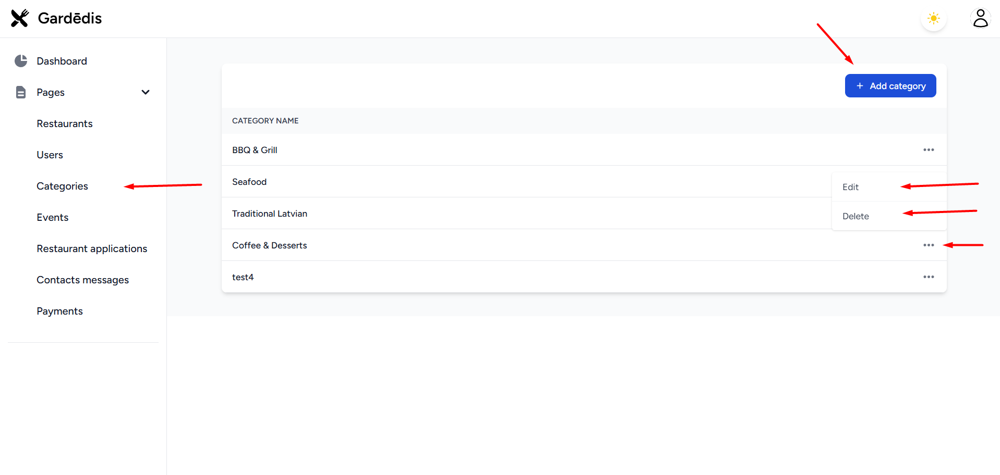 Gardēdis
Dashboard
Pages
Restaurants
Users
Categories
Events
Restaurant applications
Contacts messages
Payments
+ Add category
CATEGORY NAME
BBQ & Grill
Seafood
Traditional Latvian
Coffee & Desserts
test4
Edit
Delete